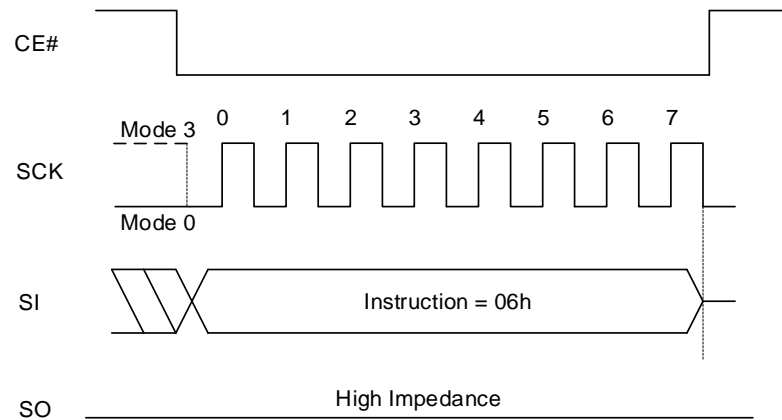 CE#
Mode 3
0 1 2 3 4 5 6 7
SCK
Mode 0
SI
Instruction = 06h
SO
High Impedance